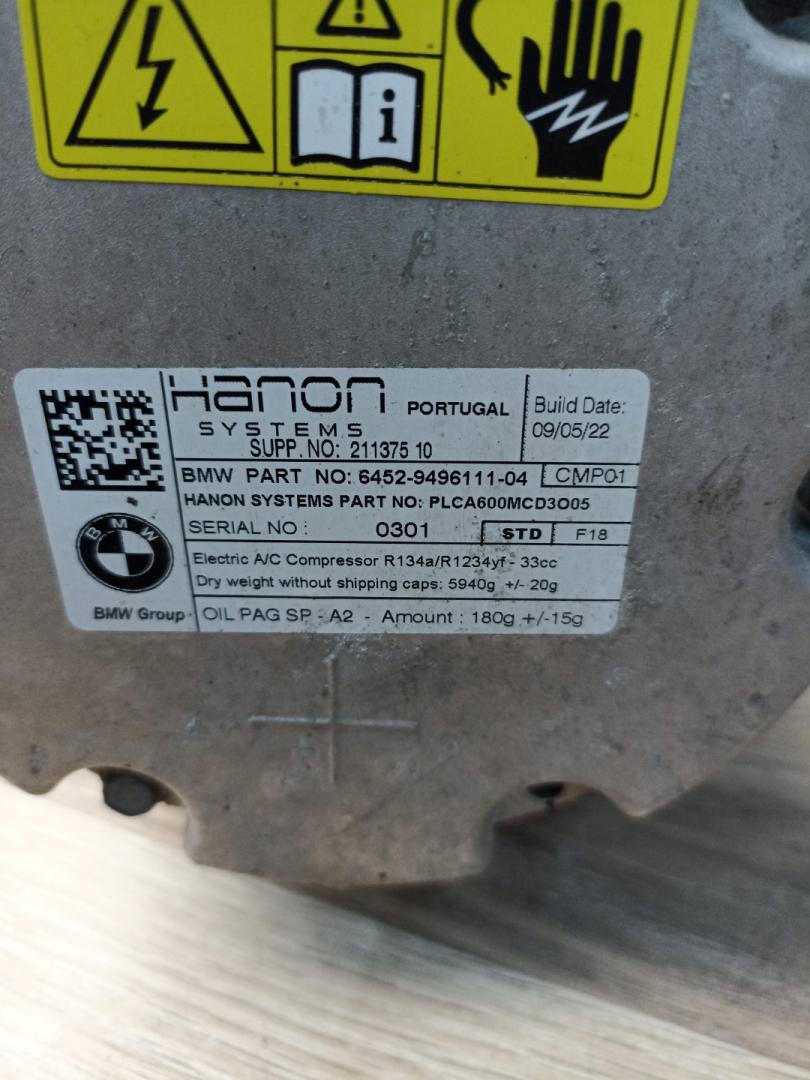 i
Hanon
SYSTEMS
PORTUGAL
Build Date:
09/05/22
SUPP. NO: 211375 10
BMW PART NO: 6452-9496111-04 CMP01
HANON SYSTEMS PART NO: PLCA600MCD3O05
SERIAL NO : 0301 STD F18
BMW
Electric A/C Compressor R134a/R1234yf - 33cc
Dry weight without shipping caps: 5940g +/- 20g
BMW Group
OIL PAG SP - A2 - Amount : 180g +/-15g